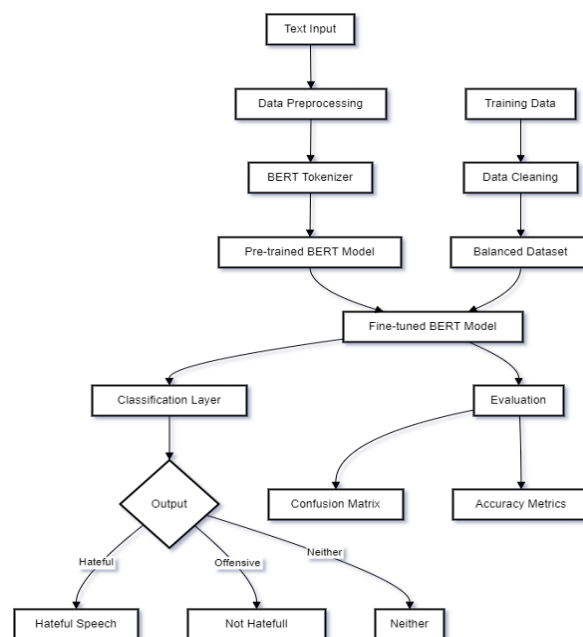 Text Input
Data Preprocessing
Training Data
BERT Tokenizer
Data Cleaning
Pre-trained BERT Model
Balanced Dataset
Fine-tuned BERT Model
Classification Layer
Evaluation
Output
Confusion Matrix
Accuracy Metrics
Hateful
Offensive
Neither
Hateful Speech
Not Hatefull
Neither